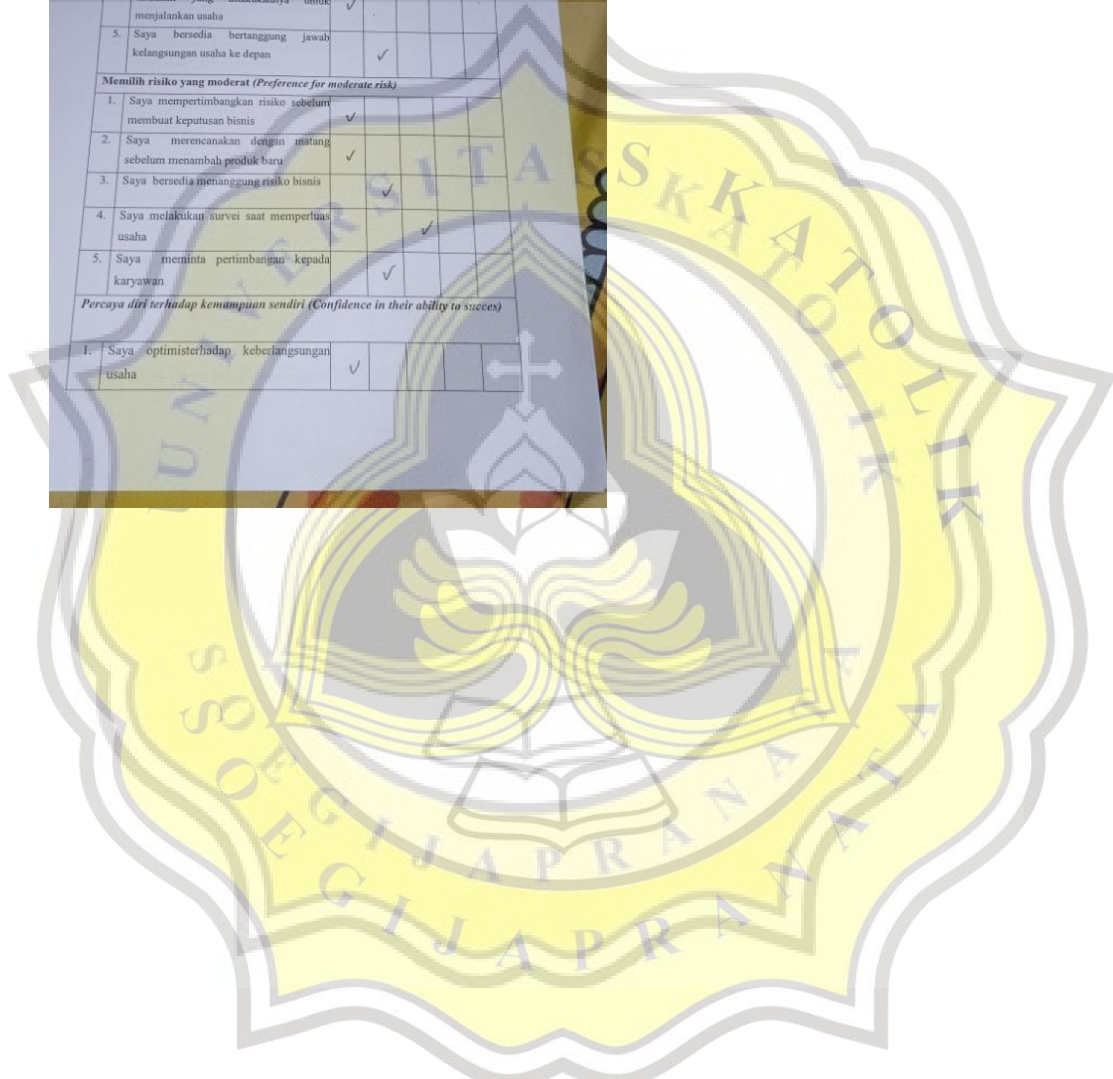 menjalankan usaha
✓
5. Saya bersedia bertanggung jawab
kelangsungan usaha ke depan ✓
Memilih risiko yang moderat (Preference for moderate risk)
1. Saya mempertimbangkan risiko sebelum
membuat keputusan bisnis ✓
2. Saya merencanakan dengan matang
sebelum menambah produk baru ✓
3. Saya bersedia menanggung risiko bisnis ✓
4. Saya melakukan survei saat memperluas
usaha ✓
5. Saya meminta pertimbangan kepada
karyawan ✓
Percaya diri terhadap kemampuan sendiri (Confidence in their ability to succes)
1. Saya optimisterhadap keberlangsungan
usaha ✓
UNIVERSITAS KATOLIK
SOEGIJAPRANATA
S KATOLIK
SOEGIJAPRANATA